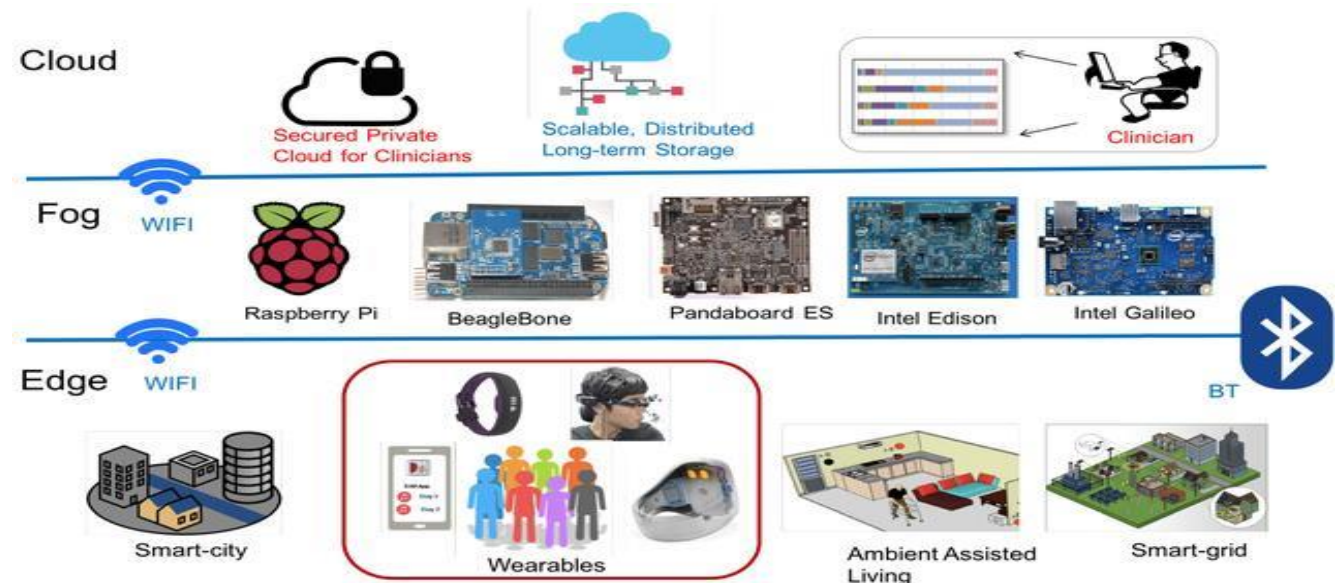 Cloud
Secured Private
Cloud for Clinicians
Scalable, Distributed
Long-term Storage
Clinician
Fog
WIFI
Raspberry Pi
BeagleBone
Pandaboard ES
Intel Edison
Intel Galileo
Edge
WIFI
BT
Smart-city
Wearables
Ambient Assisted
Living
Smart-grid